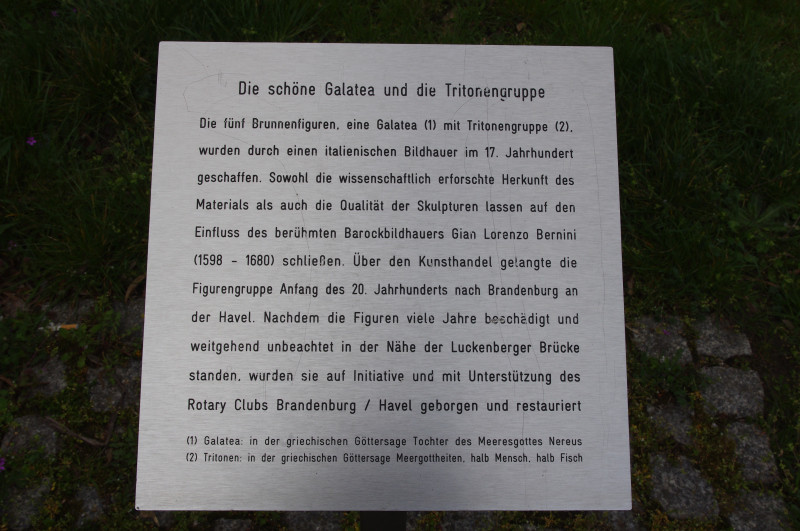 Die schöne Galatea und die Tritonengruppe
Die fünf Brunnenfiguren, eine Galatea (1) mit Tritonengruppe (2),
wurden durch einen italienischen Bildhauer im 17. Jahrhundert
geschaffen. Sowohl die wissenschaftlich erforschte Herkunft des
Materials als auch die Qualität der Skulpturen lassen auf den
Einfluss des berühmten Barockbildhauers Gian Lorenzo Bernini
(1598 - 1680) schließen. Über den Kunsthandel gelangte die
Figurengruppe Anfang des 20. Jahrhunderts nach Brandenburg an
der Havel. Nachdem die Figuren viele Jahre beschädigt und
weitgehend unbeachtet in der Nähe der Luckenberger Brücke
standen, wurden sie auf Initiative und mit Unterstützung des
Rotary Clubs Brandenburg / Havel geborgen und restauriert
(1) Galatea: in der griechischen Göttersage Tochter des Meeresgottes Nereus
(2) Tritonen: in der griechischen Göttersage Meergottheiten, halb Mensch, halb Fisch